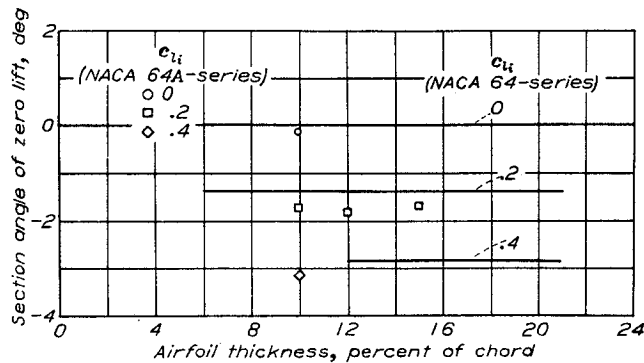 Section angle of zero lift, deg
2
0
-2
-4
c_li
(NACA 64A-series)
0
.2
.4
c_li
(NACA 64-series)
0
.2
.4
0 4 8 12 16 20 24
Airfoil thickness, percent of chord